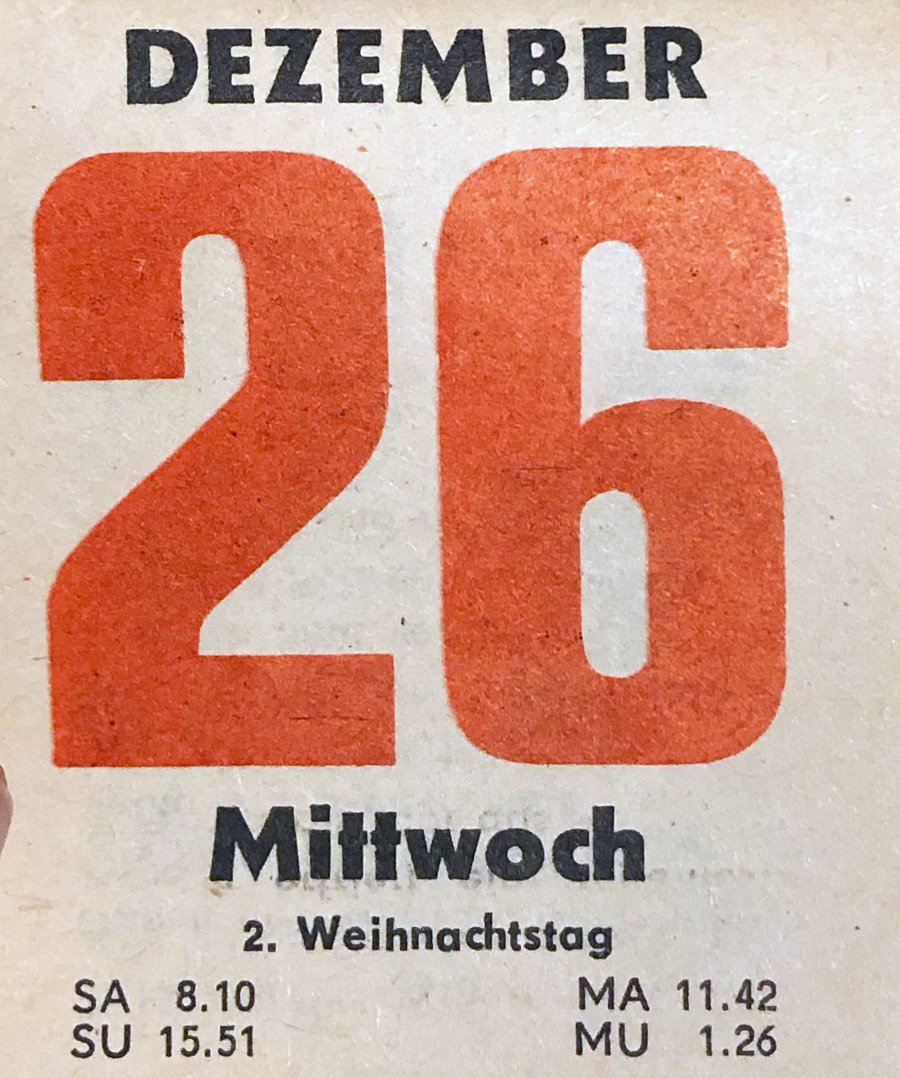 DEZEMBER
26
Mittwoch
2. Weihnachtstag
SA 8.10 MA 11.42
SU 15.51 MU 1.26